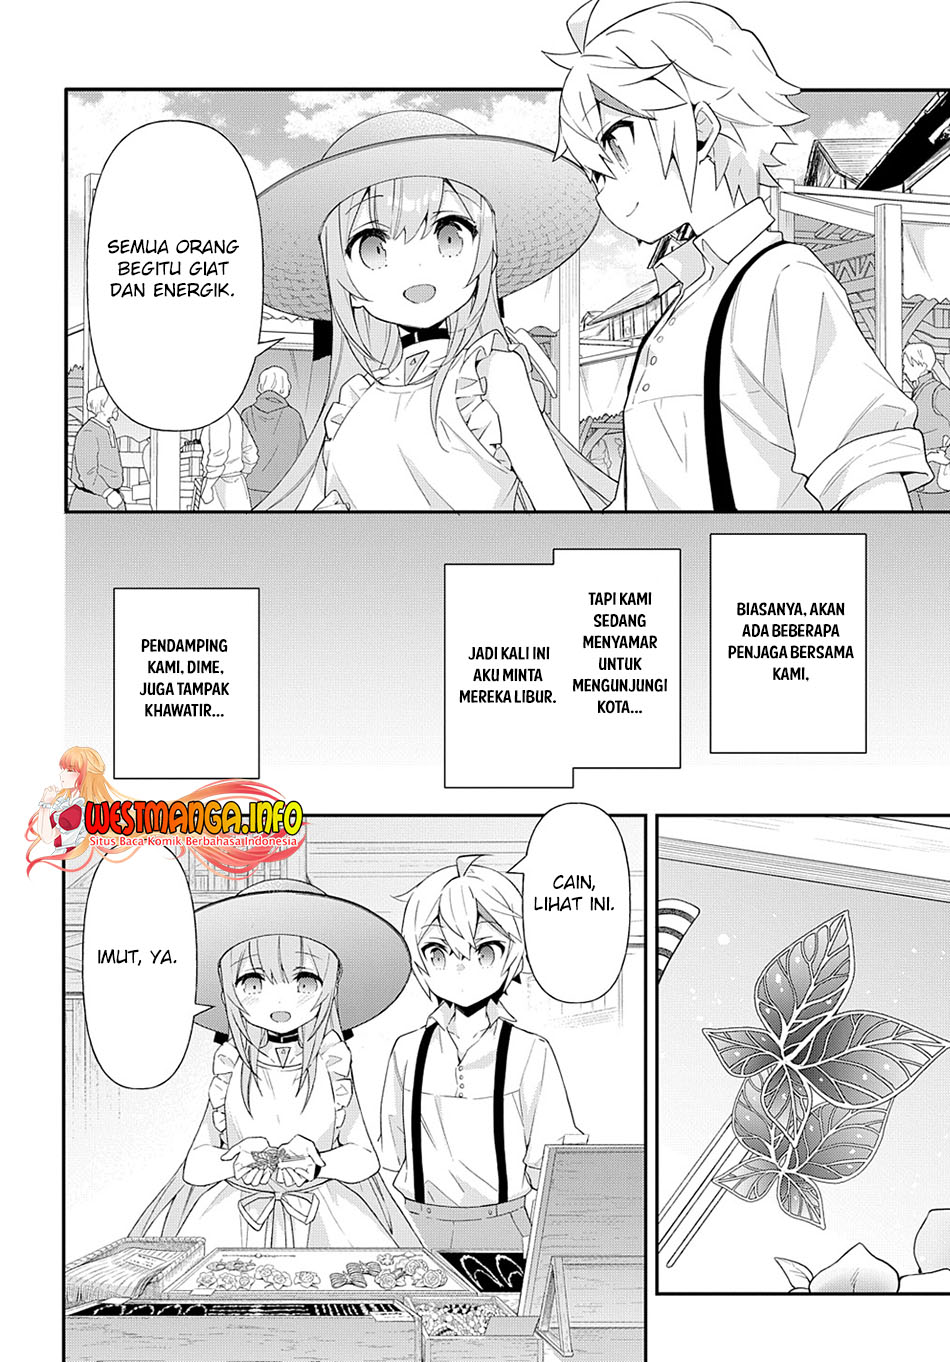 SEMUA ORANG
BEGITU GIAT
DAN ENERGIK.
BIASANYA, AKAN
ADA BEBERAPA
PENJAGA BERSAMA
KAMI,
TAPI KAMI
SEDANG
MENYAMAR
UNTUK
MENGUNJUNGI
KOTA...
JADI KALI INI
AKU MINTA
MEREKA LIBUR.
PENDAMPING
KAMI, DIME,
JUGA TAMPAK
KHAWATIR...
WESTMANGA.INFO
Situs Baca Komik Berbahasa Indonesia
CAIN,
LIHAT INI.
IMUT, YA.